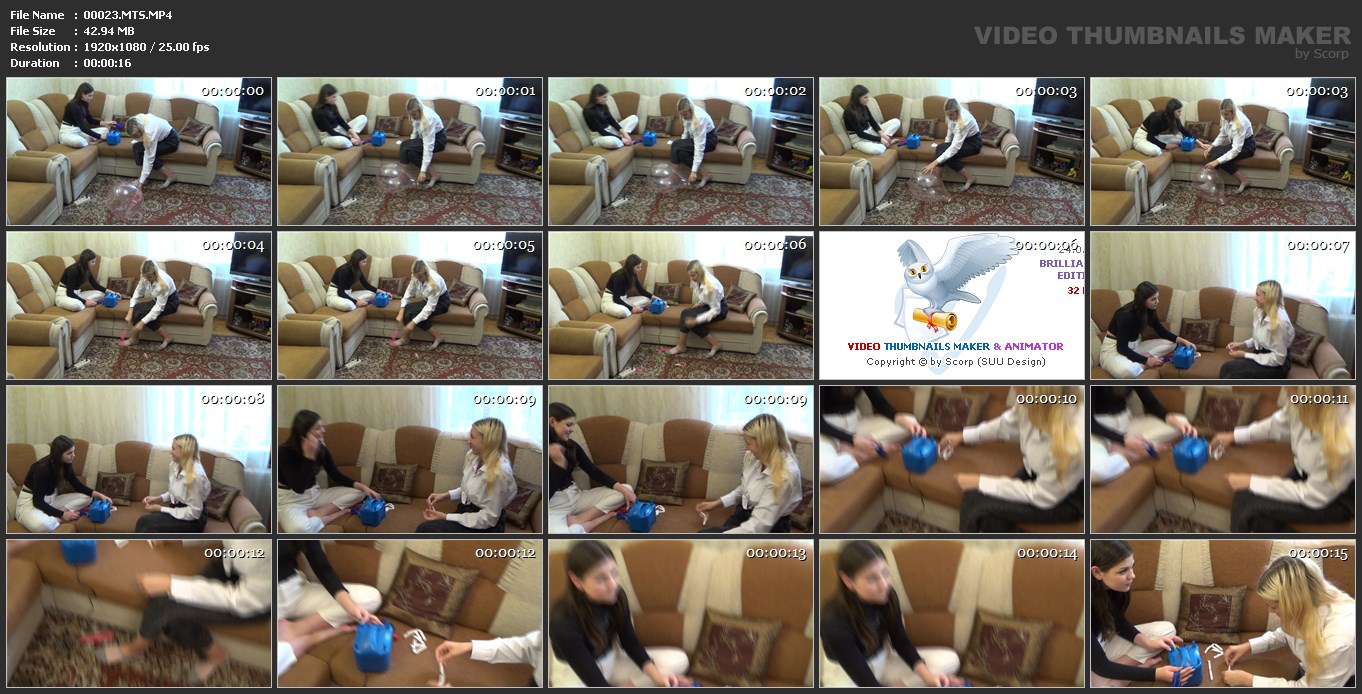 File Name : 00023.MTS.MP4
File Size : 42.94 MB
Resolution : 1920x1080 / 25.00 fps
Duration : 00:00:16
VIDEO THUMBNAILS MAKER
by Scorp
00:00:00
00:00:01
00:00:02
00:00:03
00:00:03
00:00:04
00:00:05
00:00:06
00:00:06
BRILLIA
EDITI
32
VIDEO THUMBNAILS MAKER & ANIMATOR
Copyright © by Scorp (SUU Design)
00:00:07
00:00:08
00:00:09
00:00:09
00:00:10
00:00:11
00:00:12
00:00:12
00:00:13
00:00:14
00:00:15